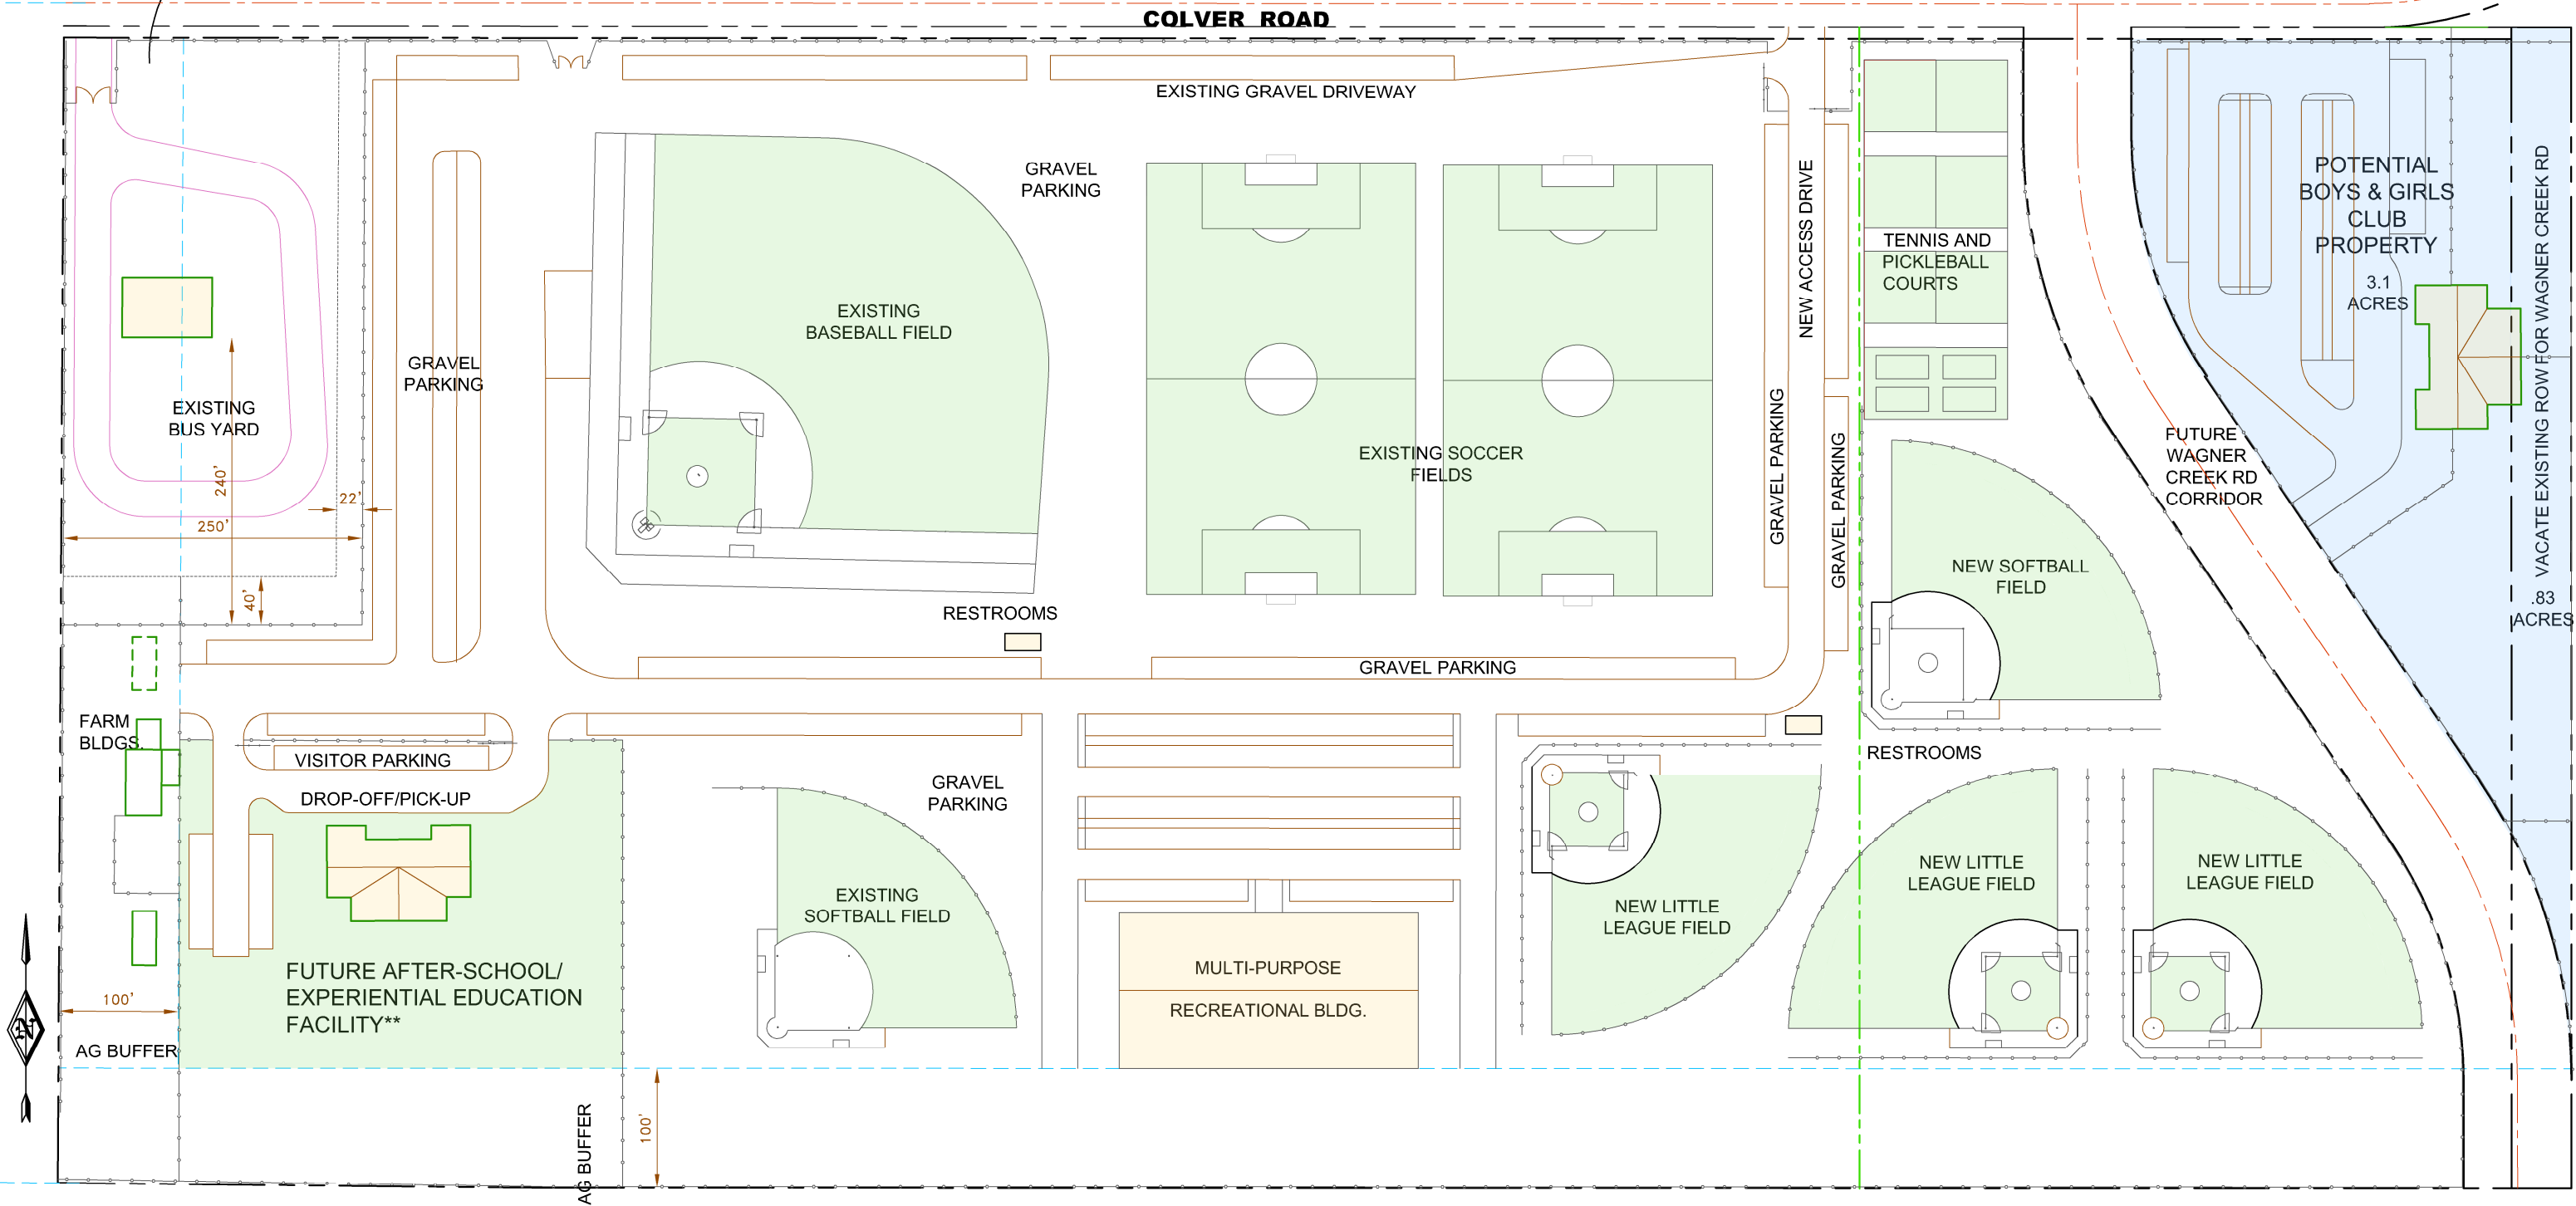 COLVER ROAD
EXISTING GRAVEL DRIVEWAY
GRAVEL
PARKING
POTENTIAL
BOYS & GIRLS
CLUB
PROPERTY
3.1
ACRES
VACATE EXISTING ROW FOR WAGNER CREEK RD
.83
ACRES
NEW ACCESS DRIVE
TENNIS AND
PICKLEBALL
COURTS
EXISTING
BASEBALL FIELD
GRAVEL
PARKING
EXISTING
BUS YARD
240'
22'
250'
40'
EXISTING SOCCER
FIELDS
GRAVEL PARKING
GRAVEL PARKING
FUTURE
WAGNER
CREEK RD
CORRIDOR
NEW SOFTBALL
FIELD
RESTROOMS
GRAVEL PARKING
FARM
BLDGS.
VISITOR PARKING
DROP-OFF/PICK-UP
GRAVEL
PARKING
RESTROOMS
EXISTING
SOFTBALL FIELD
NEW LITTLE
LEAGUE FIELD
NEW LITTLE
LEAGUE FIELD
NEW LITTLE
LEAGUE FIELD
MULTI-PURPOSE
RECREATIONAL BLDG.
FUTURE AFTER-SCHOOL/
EXPERIENTIAL EDUCATION
FACILITY**
100'
AG BUFFER
AG BUFFER
100'
N